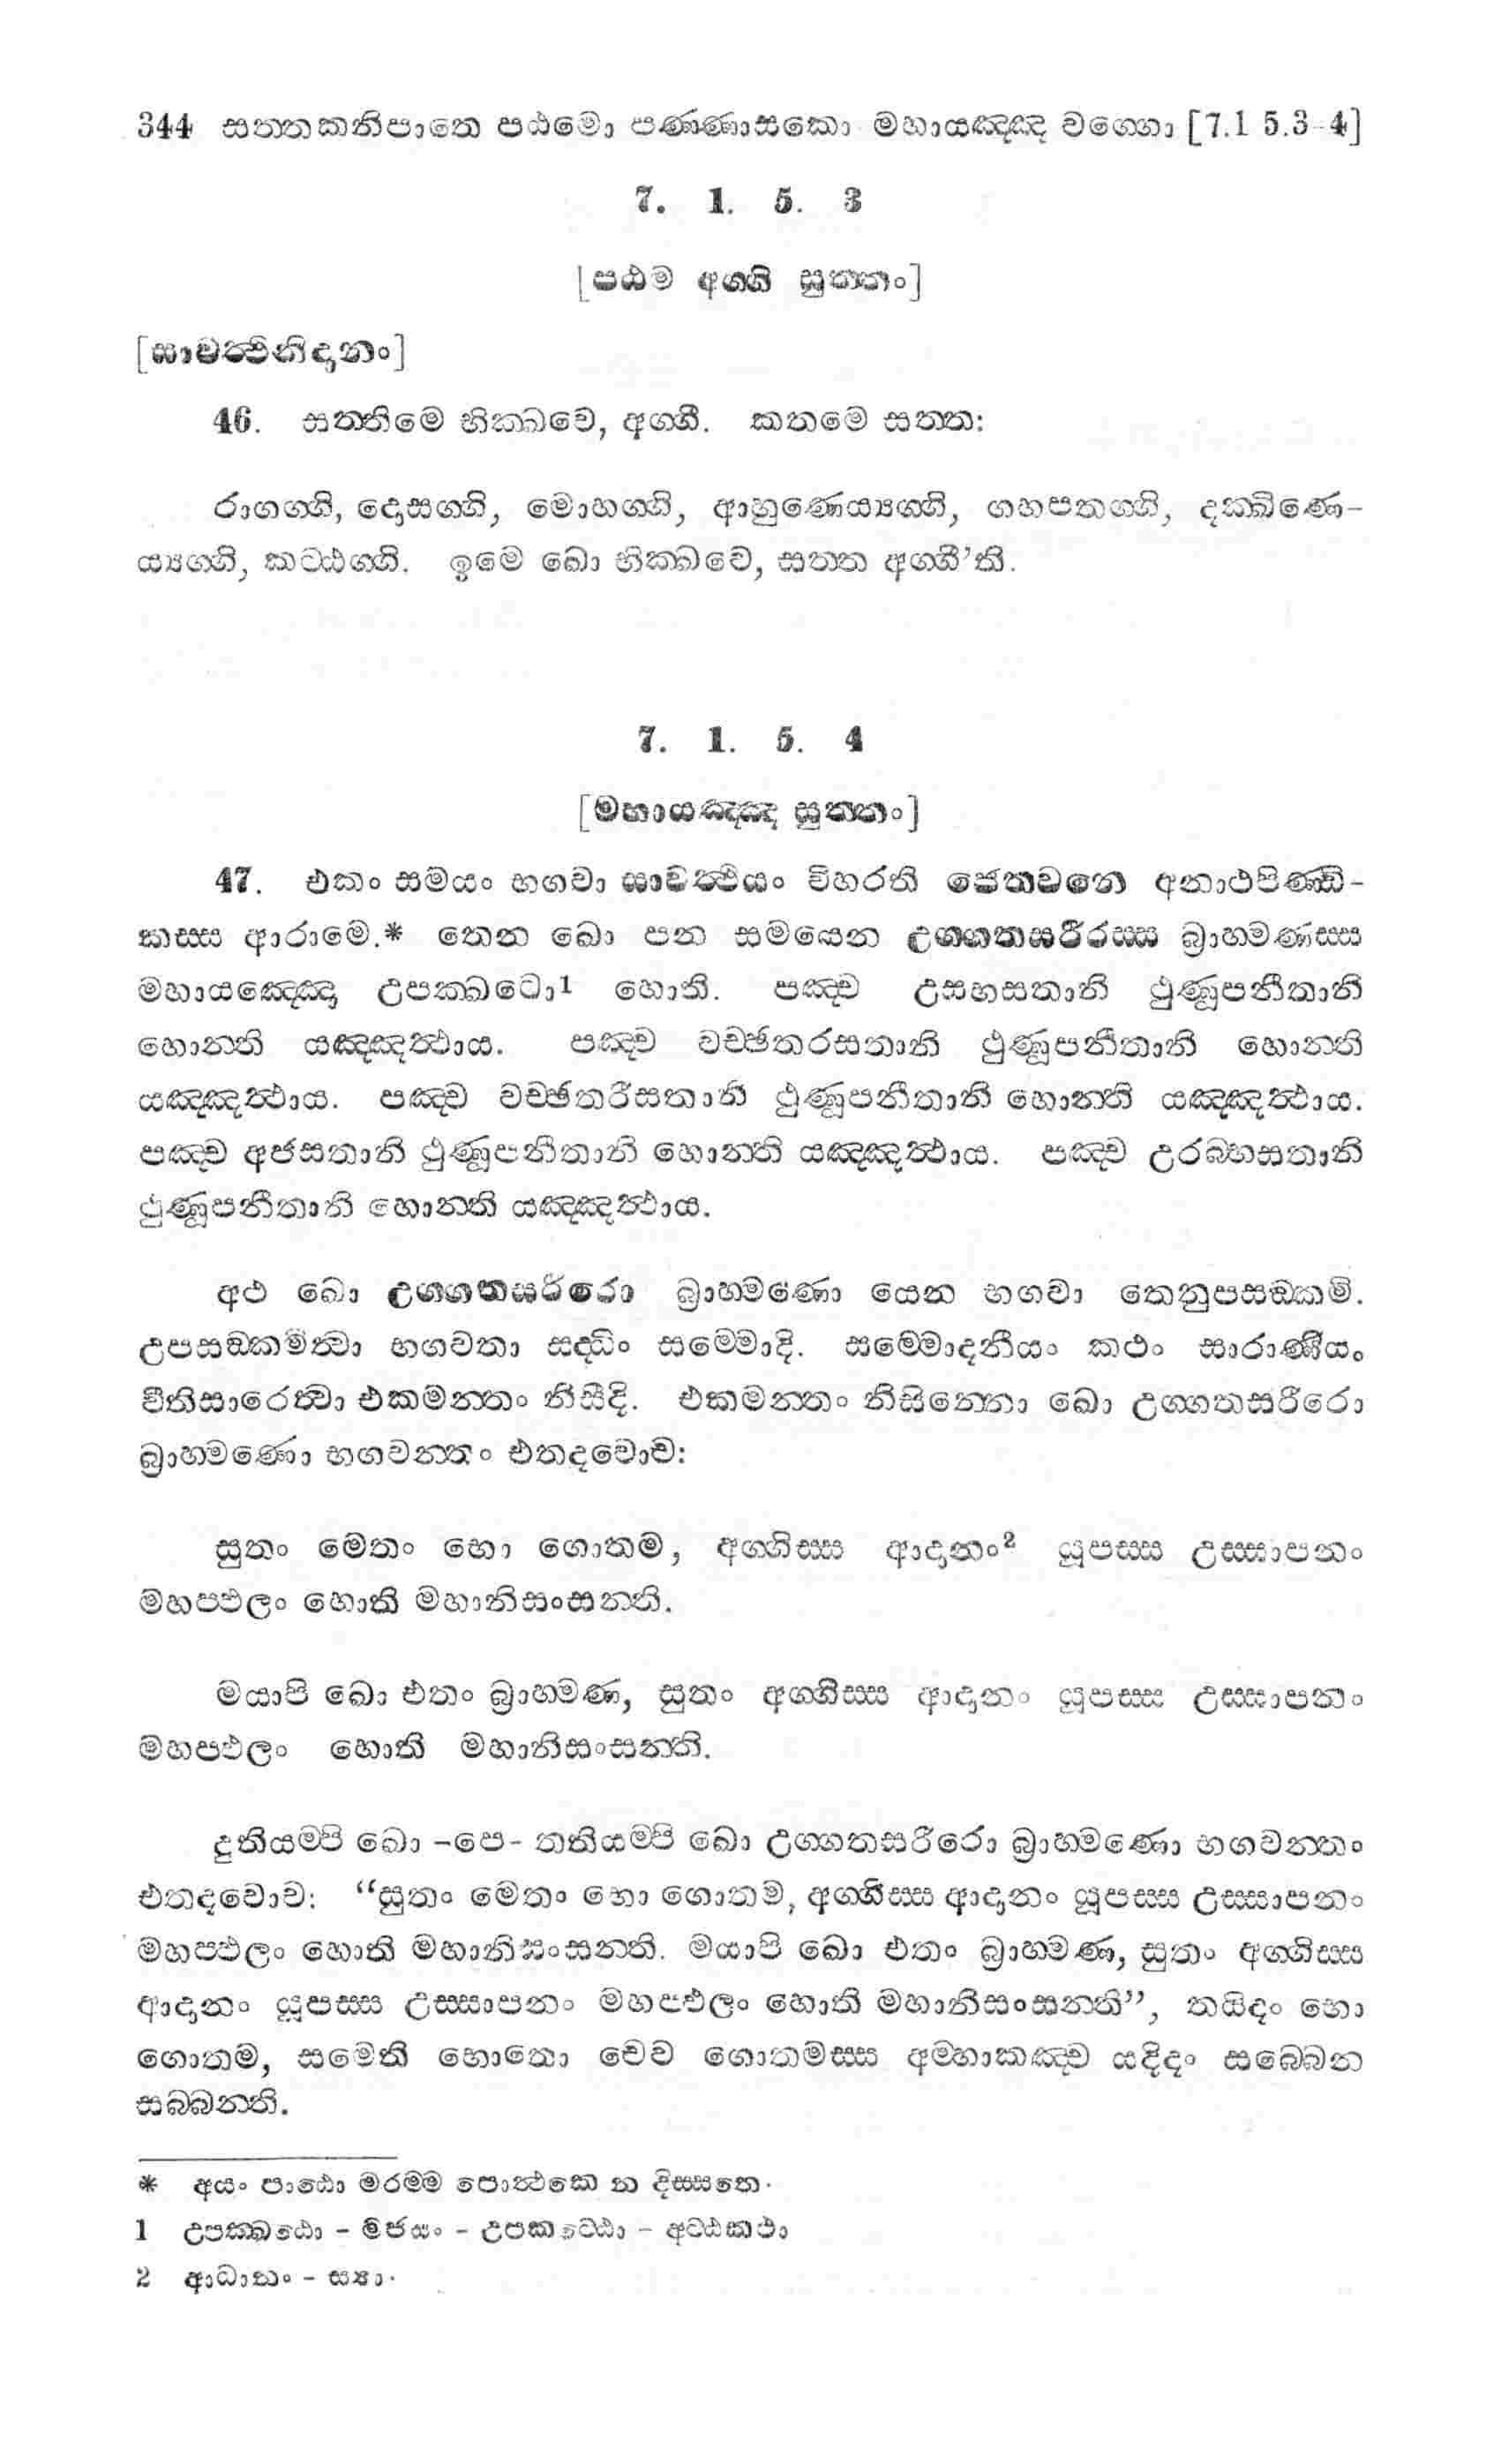 344 සත්තකනිපාතෙ පඨමො පණ්ණාසකො මහායඤ්ඤ වග්ගො [7.1 5.3-4]
7. 1. 5. 3
[පඨම අග්ගි සුත්තං]
[සාවත්ථිනිදානං]
46. සත්තිමෙ භික්ඛවෙ, අග්ගී. කතමෙ සත්ත:
රාගග්ගි, දොසග්ගි, මොහග්ගි, ආහුණෙය්‍යග්ගි, ගහපතග්ගි, දක්ඛිණෙ-
ය්‍යග්ගි, කට්ඨග්ගි. ඉමෙ ඛො භික්ඛවෙ, සත්ත අග්ගී’ති.
7. 1. 5. 4
[මහායඤ්ඤ සුත්තං]
47. එකං සමයං භගවා සාවත්ථියං විහරති ජෙතවනෙ අනාථපිණ්ඩි-
කස්ස ආරාමෙ.* තෙන ඛො පන සමයෙන උග්ගතසරීරස්ස බ්‍රාහ්මණස්ස
මහායඤ්ඤො උපක්ඛටො1 හොති. පඤ්ච උසභසතානි ථුණූපනීතානි
හොන්ති යඤ්ඤත්ථාය. පඤ්ච වච්ඡතරසතානි ථුණූපනීතානි හොන්ති
යඤ්ඤත්ථාය. පඤ්ච වච්ඡතරීසතානි ථුණූපනීතානි හොන්ති යඤ්ඤත්ථාය.
පඤ්ච අජසතානි ථුණූපනීතානි හොන්ති යඤ්ඤත්ථාය. පඤ්ච උරබ්භසතානි
ථුණූපනීතානි හොන්ති යඤ්ඤත්ථාය.
අථ ඛො උග්ගතසරීරො බ්‍රාහ්මණො යෙන භගවා තෙනුපසඞ්කමි.
උපසඞ්කමිත්වා භගවතා සද්ධිං සම්මොදි. සම්මොදනීයං කථං සාරාණීයං
වීතිසාරෙත්වා එකමන්තං නිසීදි. එකමන්තං නිසින්නො ඛො උග්ගතසරීරො
බ්‍රාහ්මණො භගවන්තං එතදවොච:
සුතං මෙතං භො ගොතම, අග්ගිස්ස ආදානං2 යූපස්ස උස්සාපනං
මහප්ඵලං හොති මහානිසංසන්ති.
මයාපි ඛො එතං බ්‍රාහ්මණ, සුතං අග්ගිස්ස ආදානං යූපස්ස උස්සාපනං
මහප්ඵලං හොති මහානිසංසන්ති.
දුතියම්පි ඛො -පෙ- තතියම්පි ඛො උග්ගතසරීරො බ්‍රාහ්මණො භගවන්තං
එතදවොච: “සුතං මෙතං භො ගොතම, අග්ගිස්ස ආදානං යූපස්ස උස්සාපනං
මහප්ඵලං හොති මහානිසංසන්ති. මයාපි ඛො එතං බ්‍රාහ්මණ, සුතං අග්ගිස්ස
ආදානං යූපස්ස උස්සාපනං මහප්ඵලං හොති මහානිසංසන්ති”, තයිදං භො
ගොතම, සමෙති භොතො චෙව ගොතමස්ස අම්හාකඤ්ච යදිදං සබ්බෙන
සබ්බන්ති.
* අයං පාඨො මරම්ම පොත්ථකෙ න දිස්සතෙ.
1 උපක්ඛඨො - මජසං - උපකට්ඨො - අට්ඨකථා
2 ආධානං - ස්‍යා.